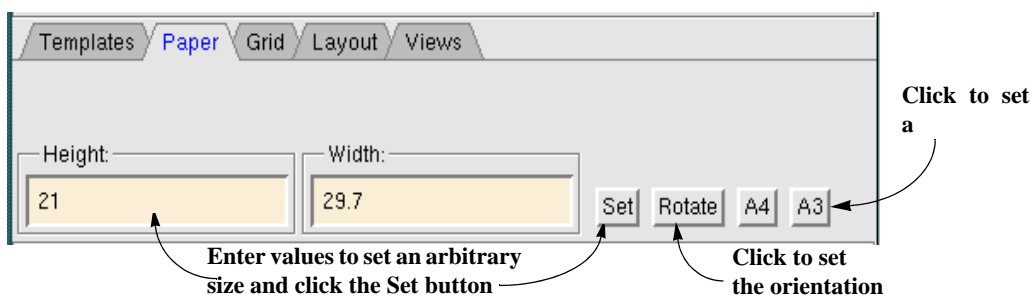 Templates Paper Grid Layout Views
Click to set
a
Height: Width:
21 29.7 Set Rotate A4 A3
Enter values to set an arbitrary
size and click the Set button
Click to set
the orientation